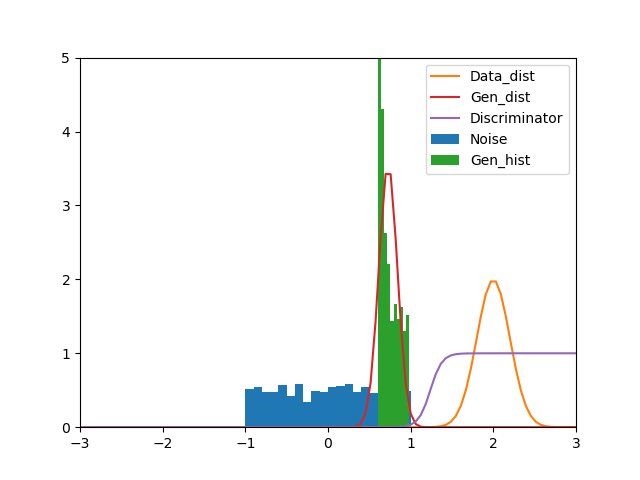 5
4
3
2
1
0
−3
−2
−1
0
1
2
3
Data_dist
Gen_dist
Discriminator
Noise
Gen_hist